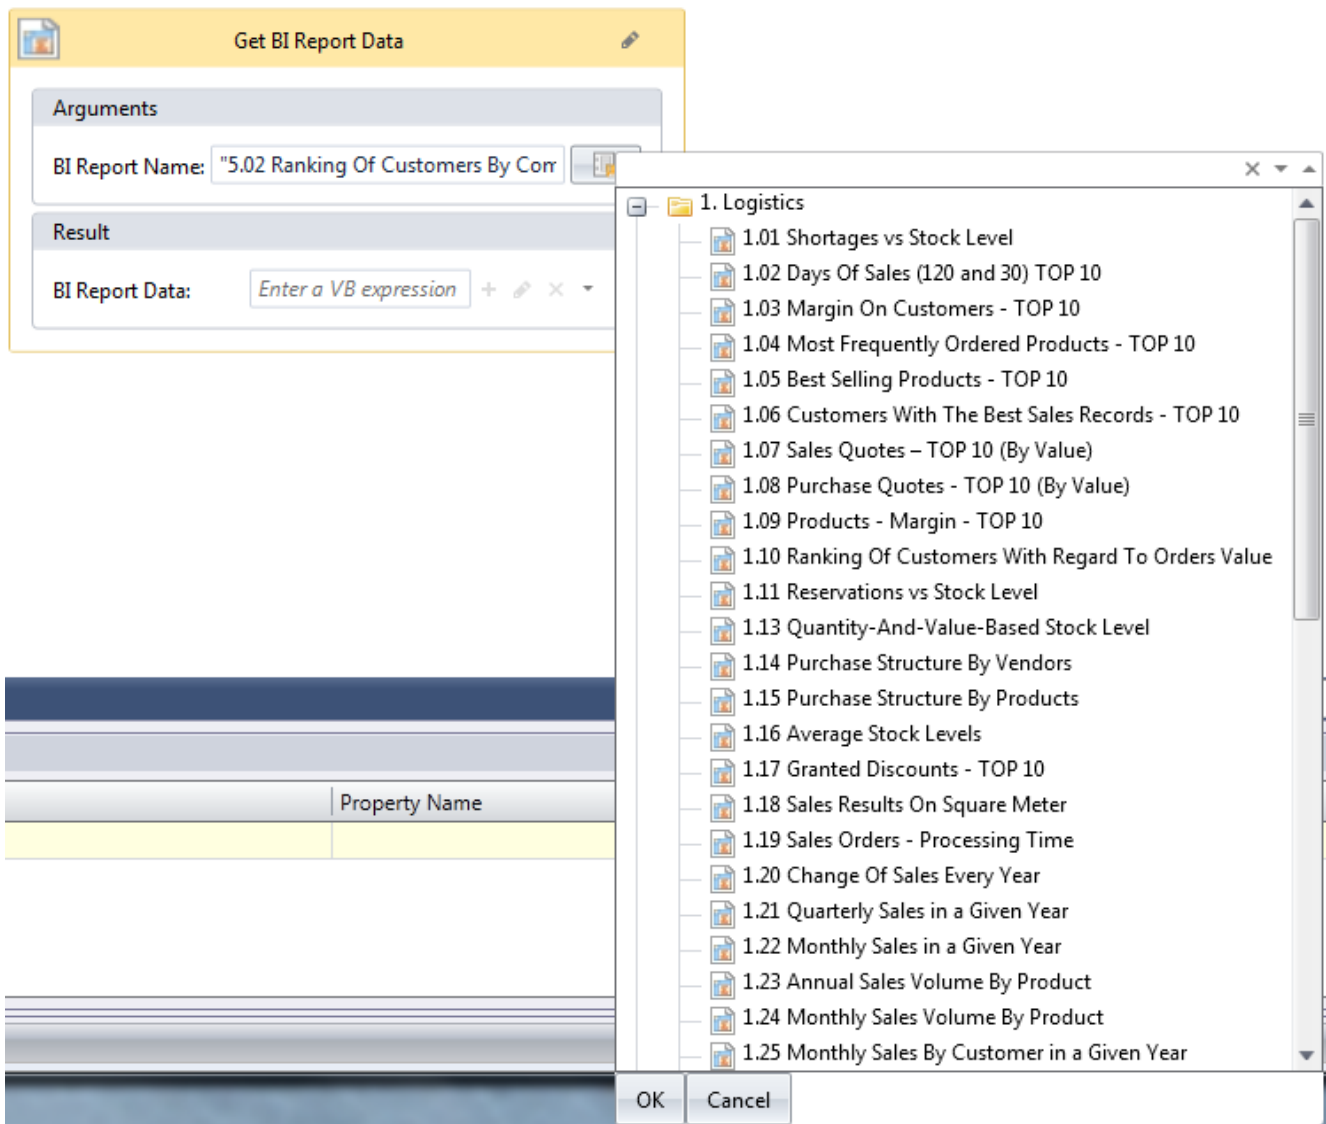 Get BI Report Data
Arguments
BI Report Name: "5.02 Ranking Of Customers By Com
Result
BI Report Data: Enter a VB expression
1. Logistics
1.01 Shortages vs Stock Level
1.02 Days Of Sales (120 and 30) TOP 10
1.03 Margin On Customers - TOP 10
1.04 Most Frequently Ordered Products - TOP 10
1.05 Best Selling Products - TOP 10
1.06 Customers With The Best Sales Records - TOP 10
1.07 Sales Quotes – TOP 10 (By Value)
1.08 Purchase Quotes - TOP 10 (By Value)
1.09 Products - Margin - TOP 10
1.10 Ranking Of Customers With Regard To Orders Value
1.11 Reservations vs Stock Level
1.13 Quantity-And-Value-Based Stock Level
1.14 Purchase Structure By Vendors
1.15 Purchase Structure By Products
1.16 Average Stock Levels
1.17 Granted Discounts - TOP 10
1.18 Sales Results On Square Meter
1.19 Sales Orders - Processing Time
1.20 Change Of Sales Every Year
1.21 Quarterly Sales in a Given Year
1.22 Monthly Sales in a Given Year
1.23 Annual Sales Volume By Product
1.24 Monthly Sales Volume By Product
1.25 Monthly Sales By Customer in a Given Year
Property Name
OK Cancel